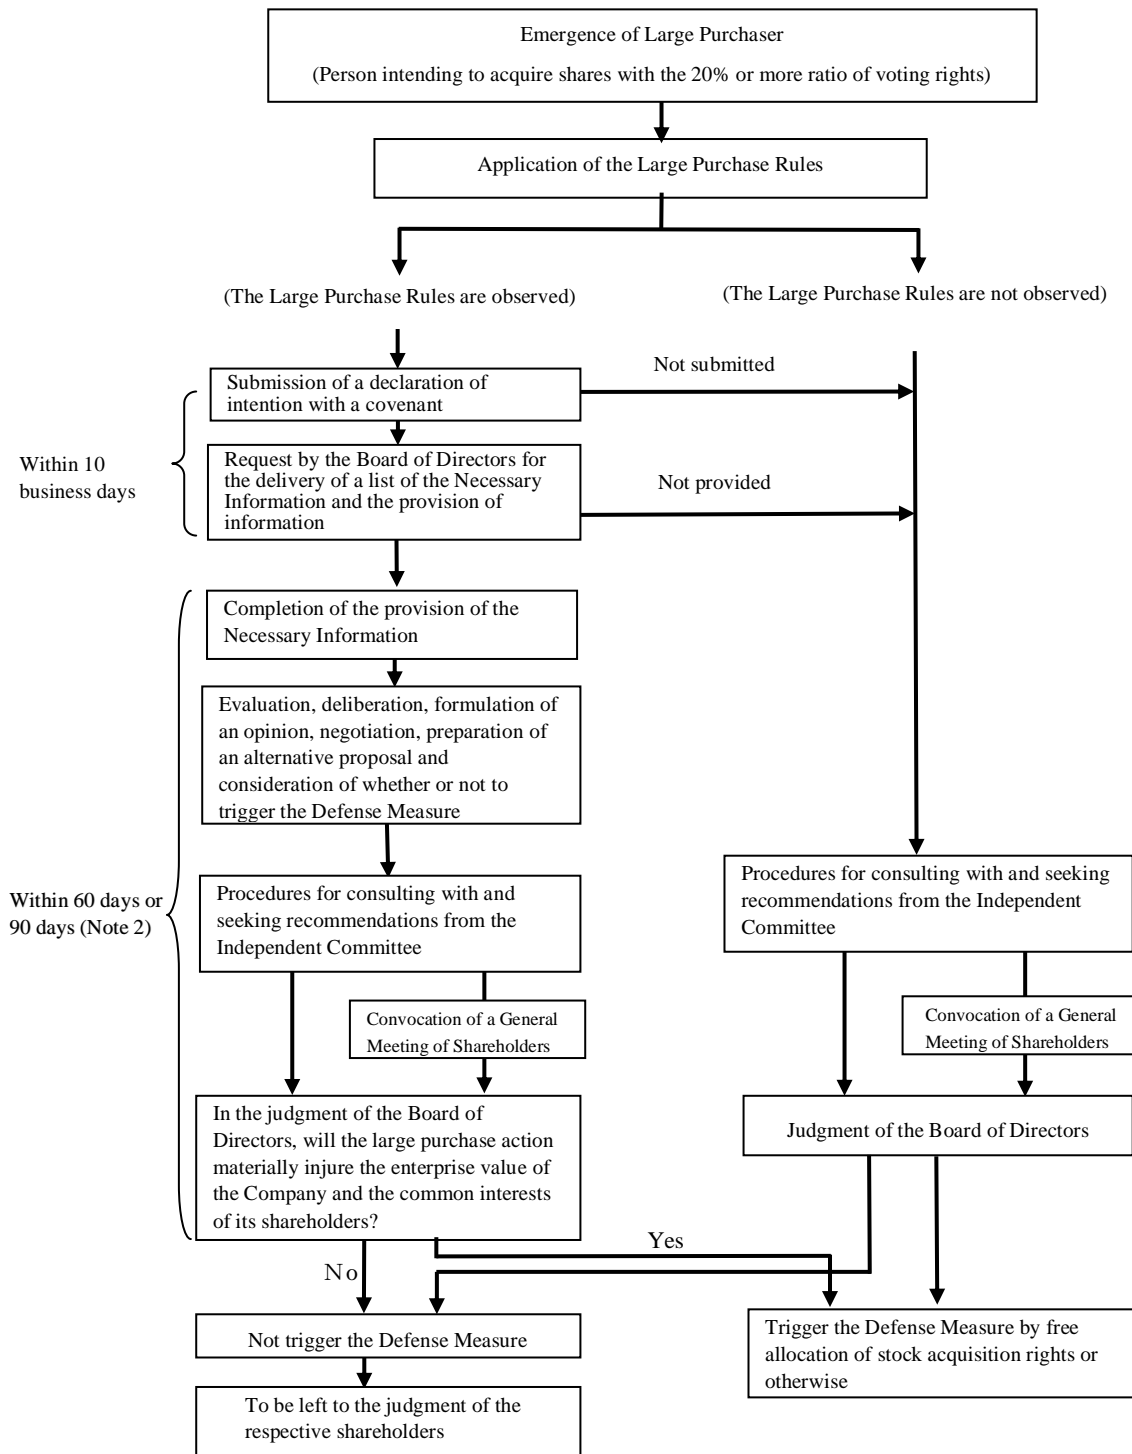 Emergence of Large Purchaser
(Person intending to acquire shares with the 20% or more ratio of voting rights)
Application of the Large Purchase Rules
(The Large Purchase Rules are observed)
(The Large Purchase Rules are not observed)
Submission of a declaration of
intention with a covenant
Not submitted
Within 10
business days
Request by the Board of Directors for
the delivery of a list of the Necessary
Information and the provision of
information
Not provided
Completion of the provision of the
Necessary Information
Evaluation, deliberation, formulation of
an opinion, negotiation, preparation of
an alternative proposal and
consideration of whether or not to
trigger the Defense Measure
Within 60 days or
90 days (Note 2)
Procedures for consulting with and
seeking recommendations from the
Independent Committee
Convocation of a General
Meeting of Shareholders
In the judgment of the Board of
Directors, will the large purchase action
materially injure the enterprise value of
the Company and the common interests
of its shareholders?
Procedures for consulting with and seeking
recommendations from the Independent
Committee
Convocation of a General
Meeting of Shareholders
Judgment of the Board of Directors
Yes
No
Not trigger the Defense Measure
Trigger the Defense Measure by free
allocation of stock acquisition rights or
otherwise
To be left to the judgment of the
respective shareholders